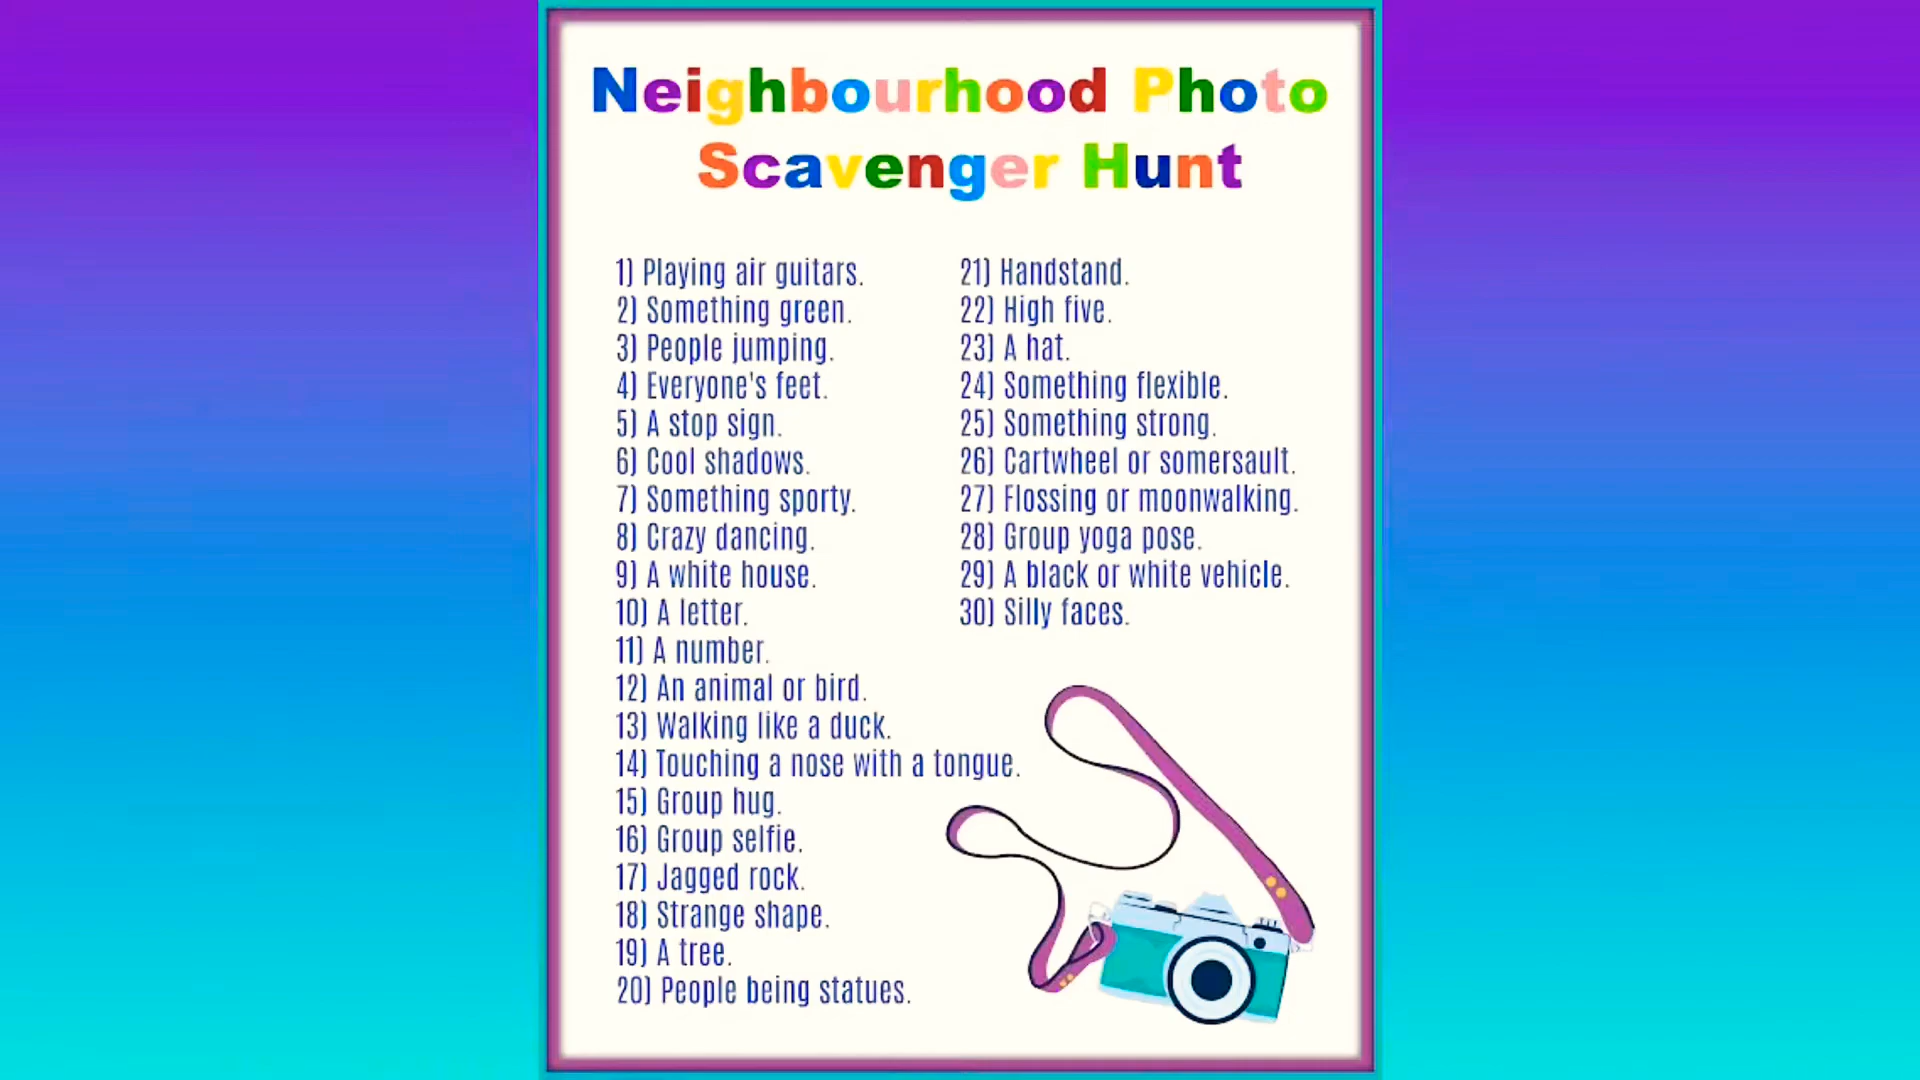 Neighbourhood Photo
Scavenger Hunt
1) Playing air guitars.
2) Something green.
3) People jumping.
4) Everyone's feet.
5) A stop sign.
6) Cool shadows.
7) Something sporty.
8) Crazy dancing.
9) A white house.
10) A letter.
11) A number.
12) An animal or bird.
13) Walking like a duck.
14) Touching a nose with a tongue.
15) Group hug.
16) Group selfie.
17) Jagged rock.
18) Strange shape.
19) A tree.
20) People being statues.
21) Handstand.
22) High five.
23) A hat.
24) Something flexible.
25) Something strong.
26) Cartwheel or somersault.
27) Flossing or moonwalking.
28) Group yoga pose.
29) A black or white vehicle.
30) Silly faces.